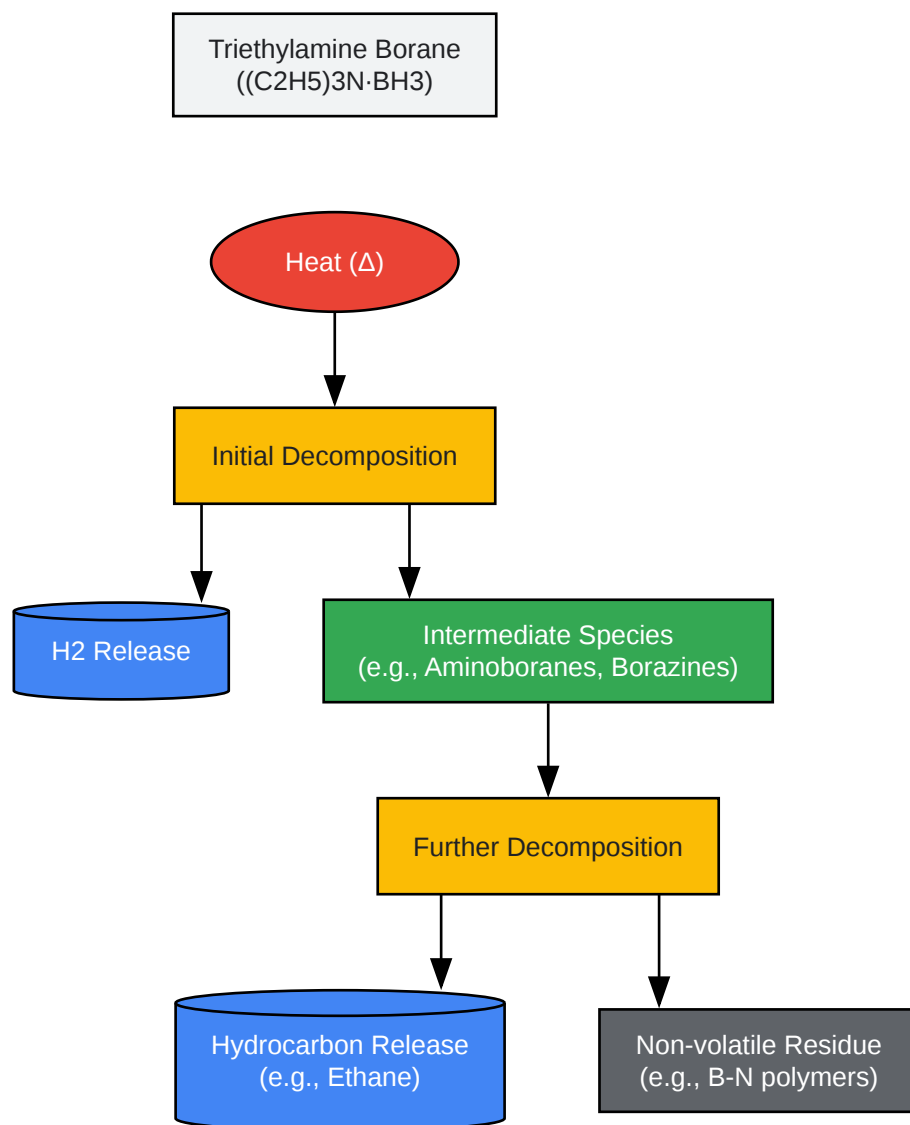 Triethylamine Borane
((C2H5)3N·BH3)
Heat (Δ)
Initial Decomposition
H2 Release
Intermediate Species
(e.g., Aminoboranes, Borazines)
Further Decomposition
Hydrocarbon Release
(e.g., Ethane)
Non-volatile Residue
(e.g., B-N polymers)